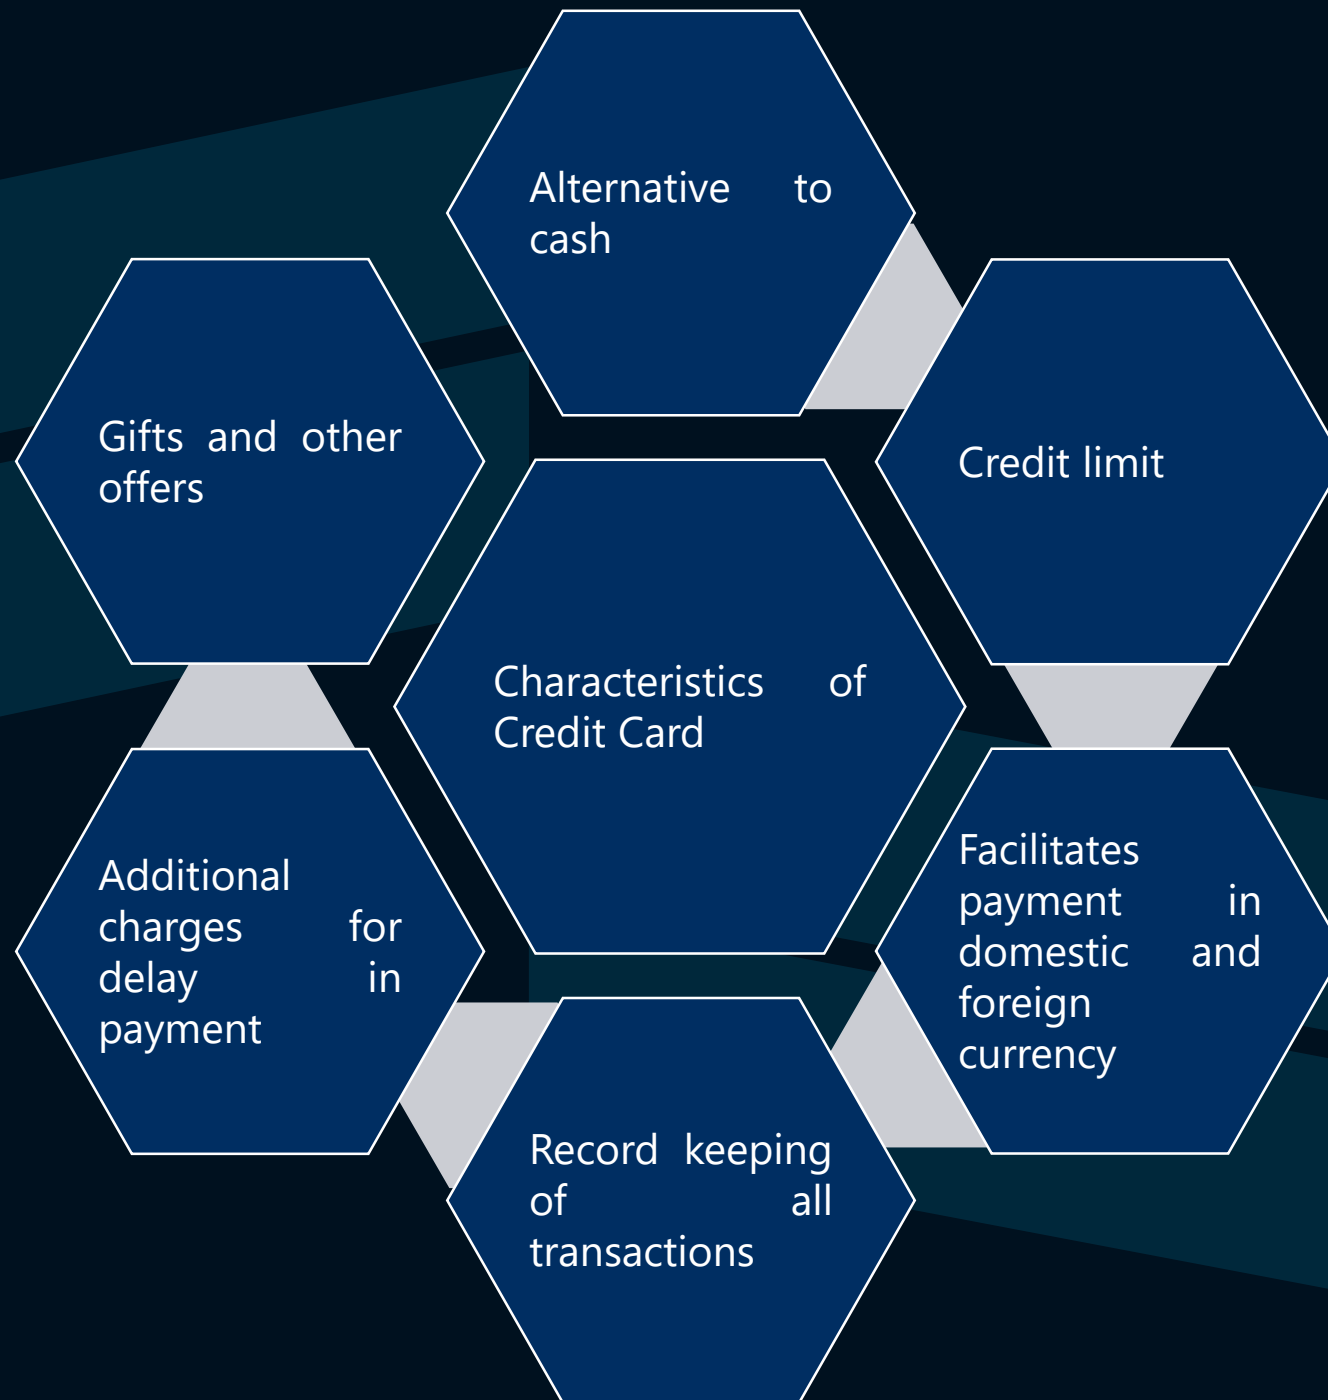 Alternative to
cash
Credit limit
Facilitates
payment in
domestic and
foreign
currency
Record keeping
of all
transactions
Additional
charges for
delay in
payment
Gifts and other
offers
Characteristics of
Credit Card